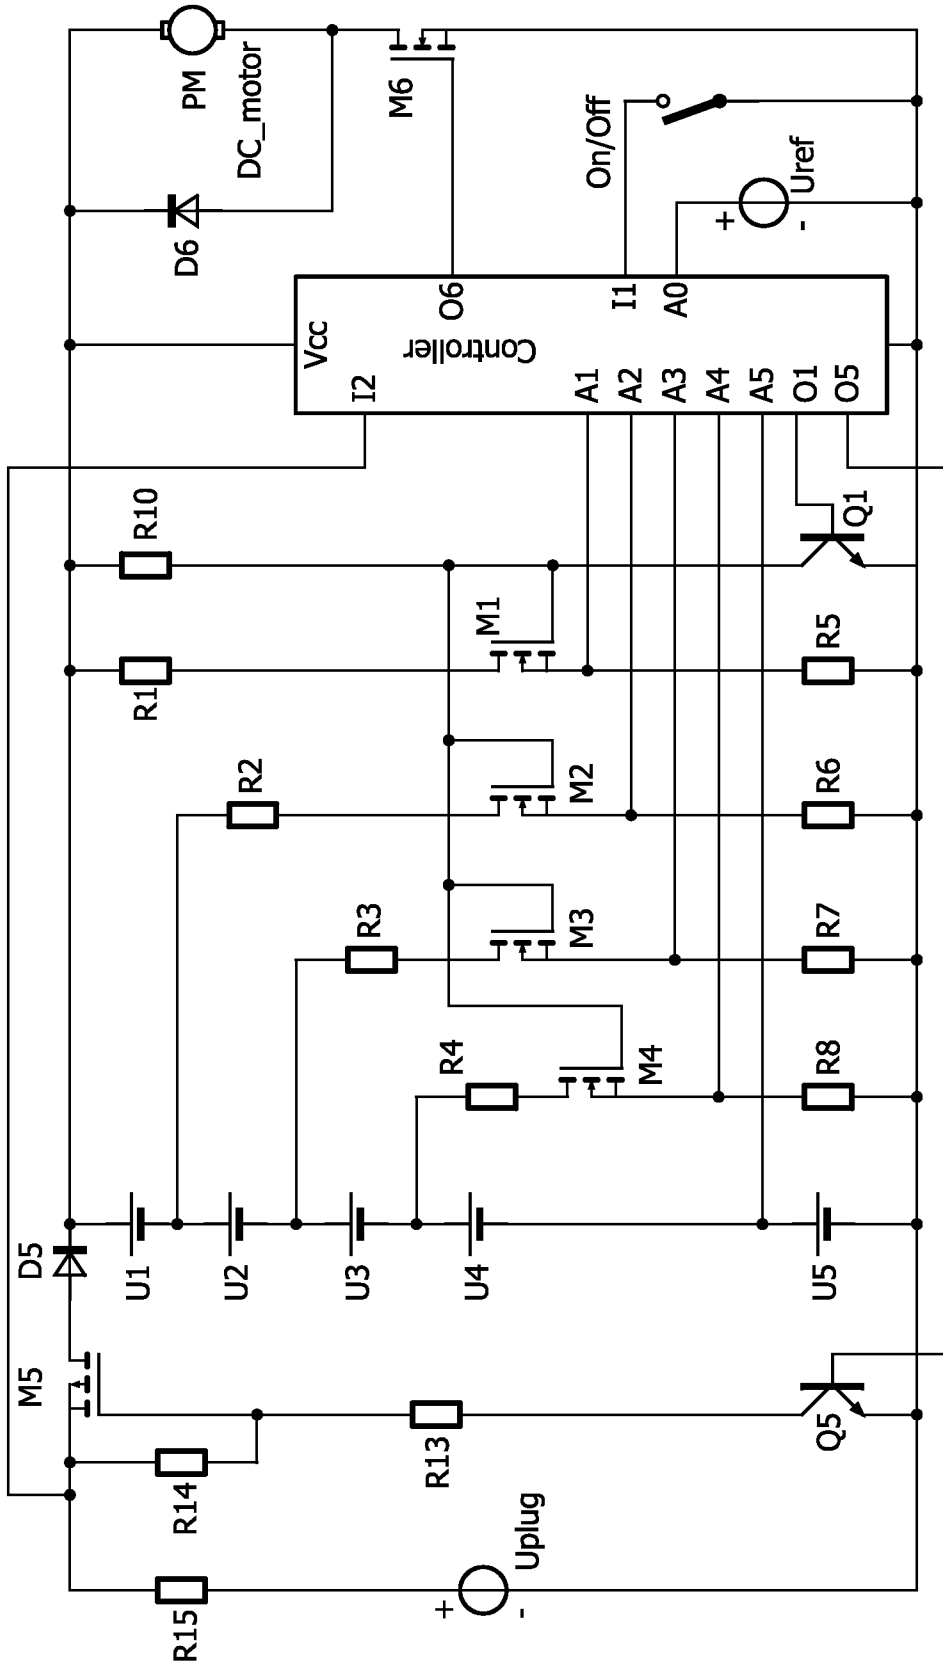 M5
D5
U1
R1
R10
R15
R14
D6
PM
U2
R2
DC_motor
Vcc
U3
R3
I2
M6
R13
R4
+
O6
U4
M1
Controller
Uplug
-
M3
M2
A1
On/Off
I1
A2
M4
A3
A0
A4
+
A5
Uref
-
O1
Q5
U5
R8
R7
R6
R5
O5
Q1